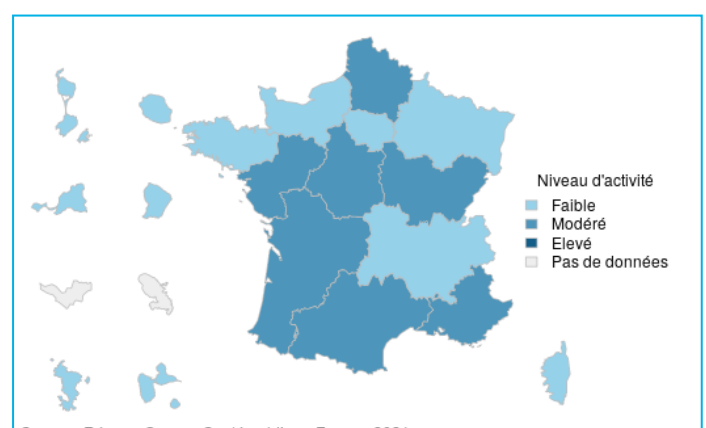 Niveau d'activité
Faible
Modéré
Elevé
Pas de données